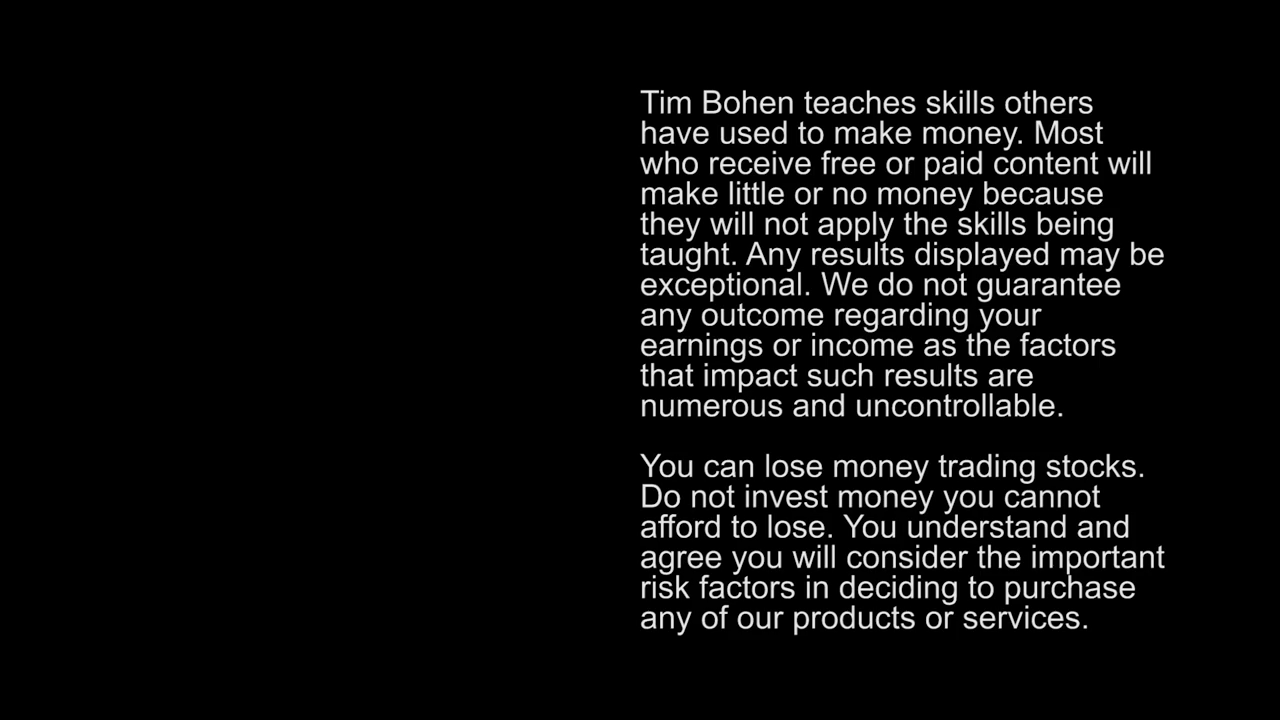 Tim Bohen teaches skills others
have used to make money. Most
who receive free or paid content will
make little or no money because
they will not apply the skills being
taught. Any results displayed may be
exceptional. We do not guarantee
any outcome regarding your
earnings or income as the factors
that impact such results are
numerous and uncontrollable.
You can lose money trading stocks.
Do not invest money you cannot
afford to lose. You understand and
agree you will consider the important
risk factors in deciding to purchase
any of our products or services.